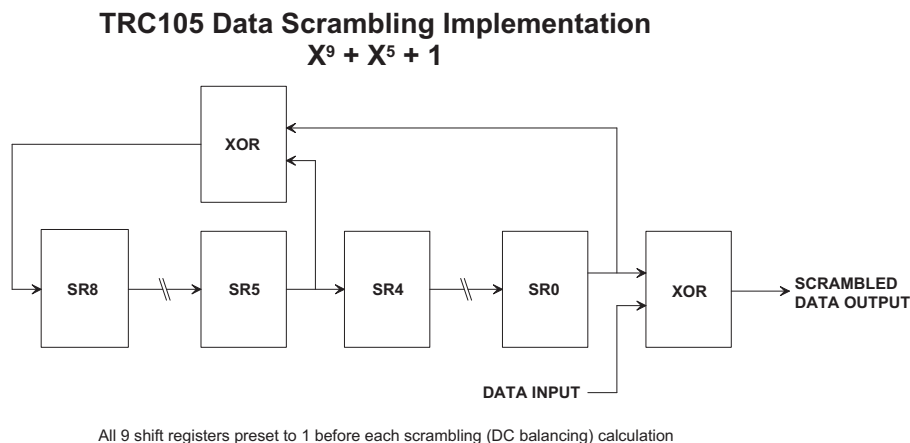 TRC105 Data Scrambling Implementation
X⁹ + X⁵ + 1
XOR
SR8
SR5
SR4
SR0
XOR
SCRAMBLED
DATA OUTPUT
DATA INPUT
All 9 shift registers preset to 1 before each scrambling (DC balancing) calculation